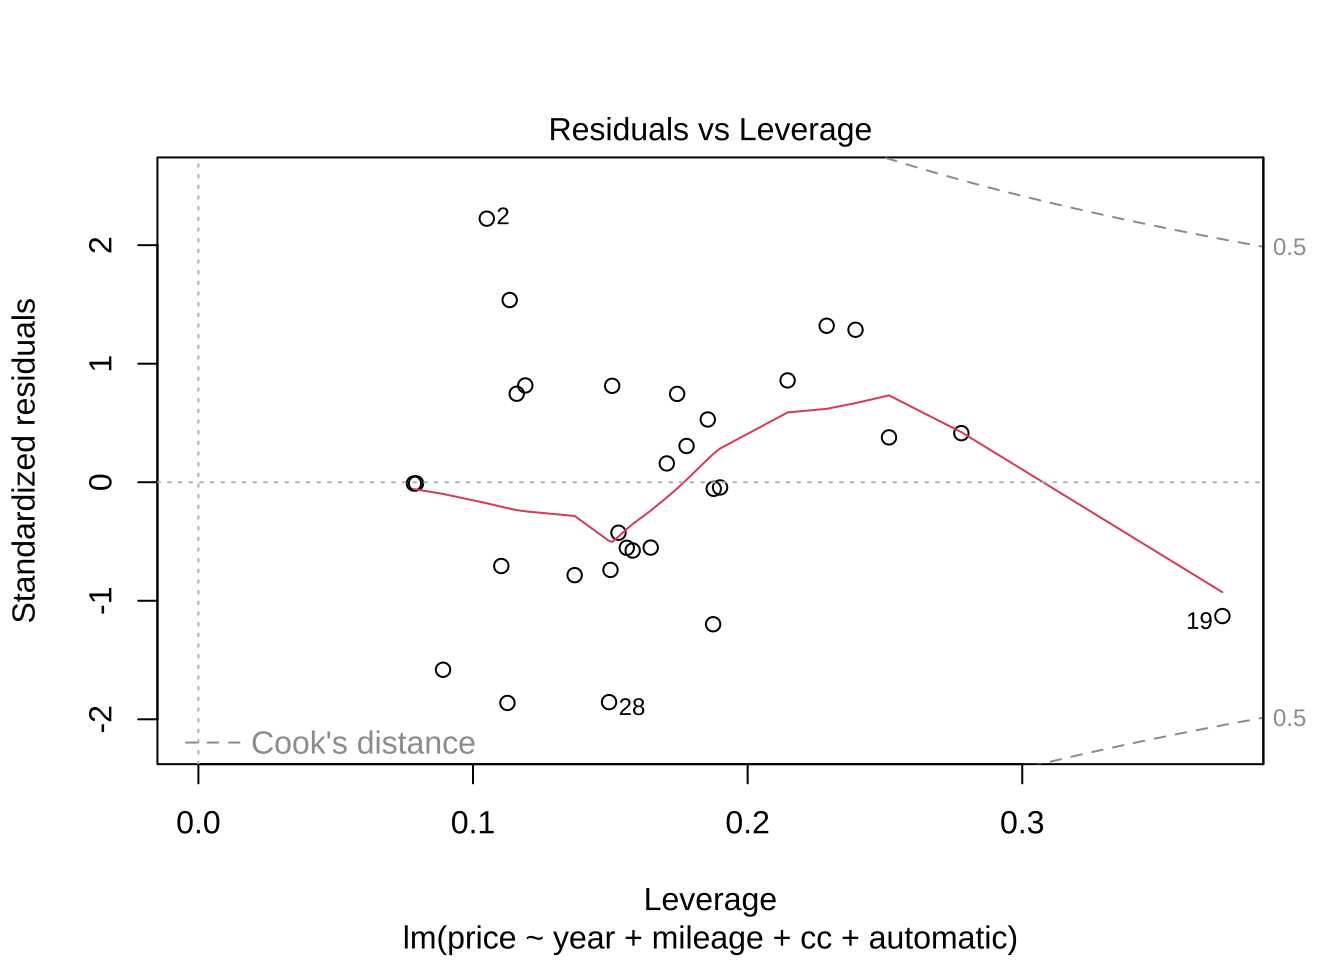 Residuals vs Leverage
Standardized residuals
2
1
0
-1
-2
2
28
19
0.5
0.5
Cook's distance
0.0 0.1 0.2 0.3
Leverage
lm(price ~ year + mileage + cc + automatic)